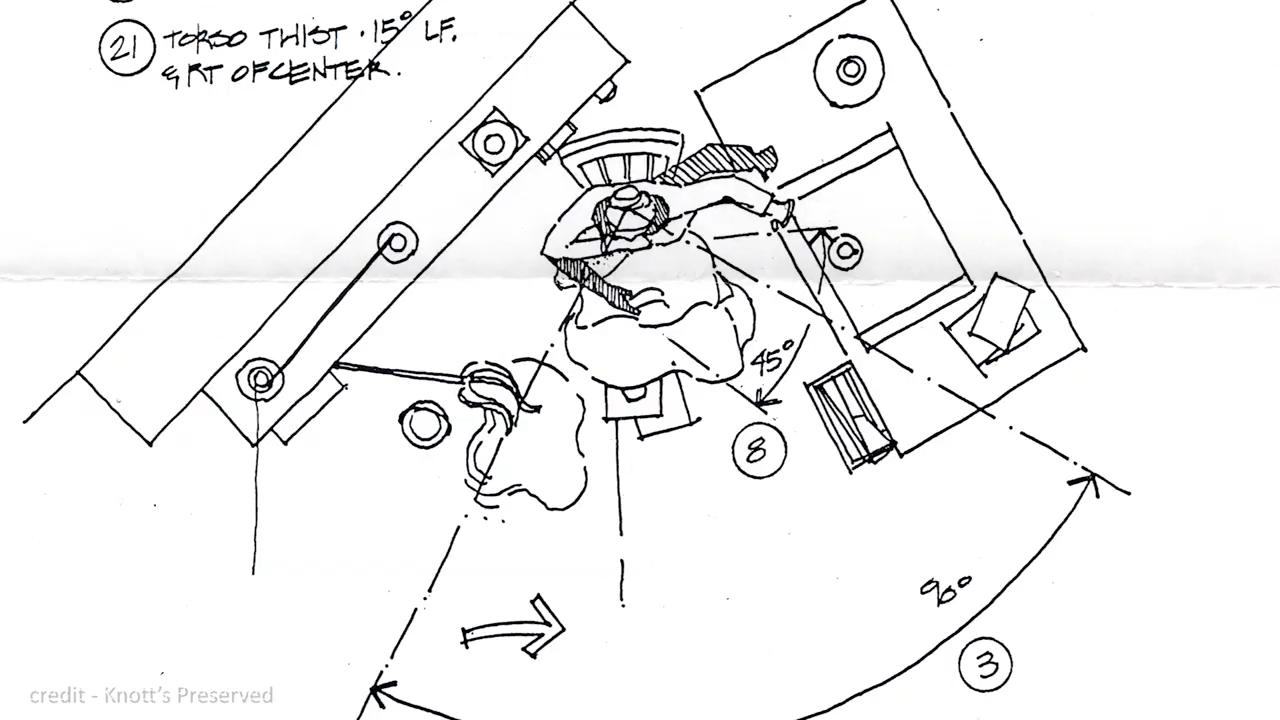 21 TORSO TWIST · 15° LF.
& RT OF CENTER.
45°
8
90°
3
credit - Knott's Preserved